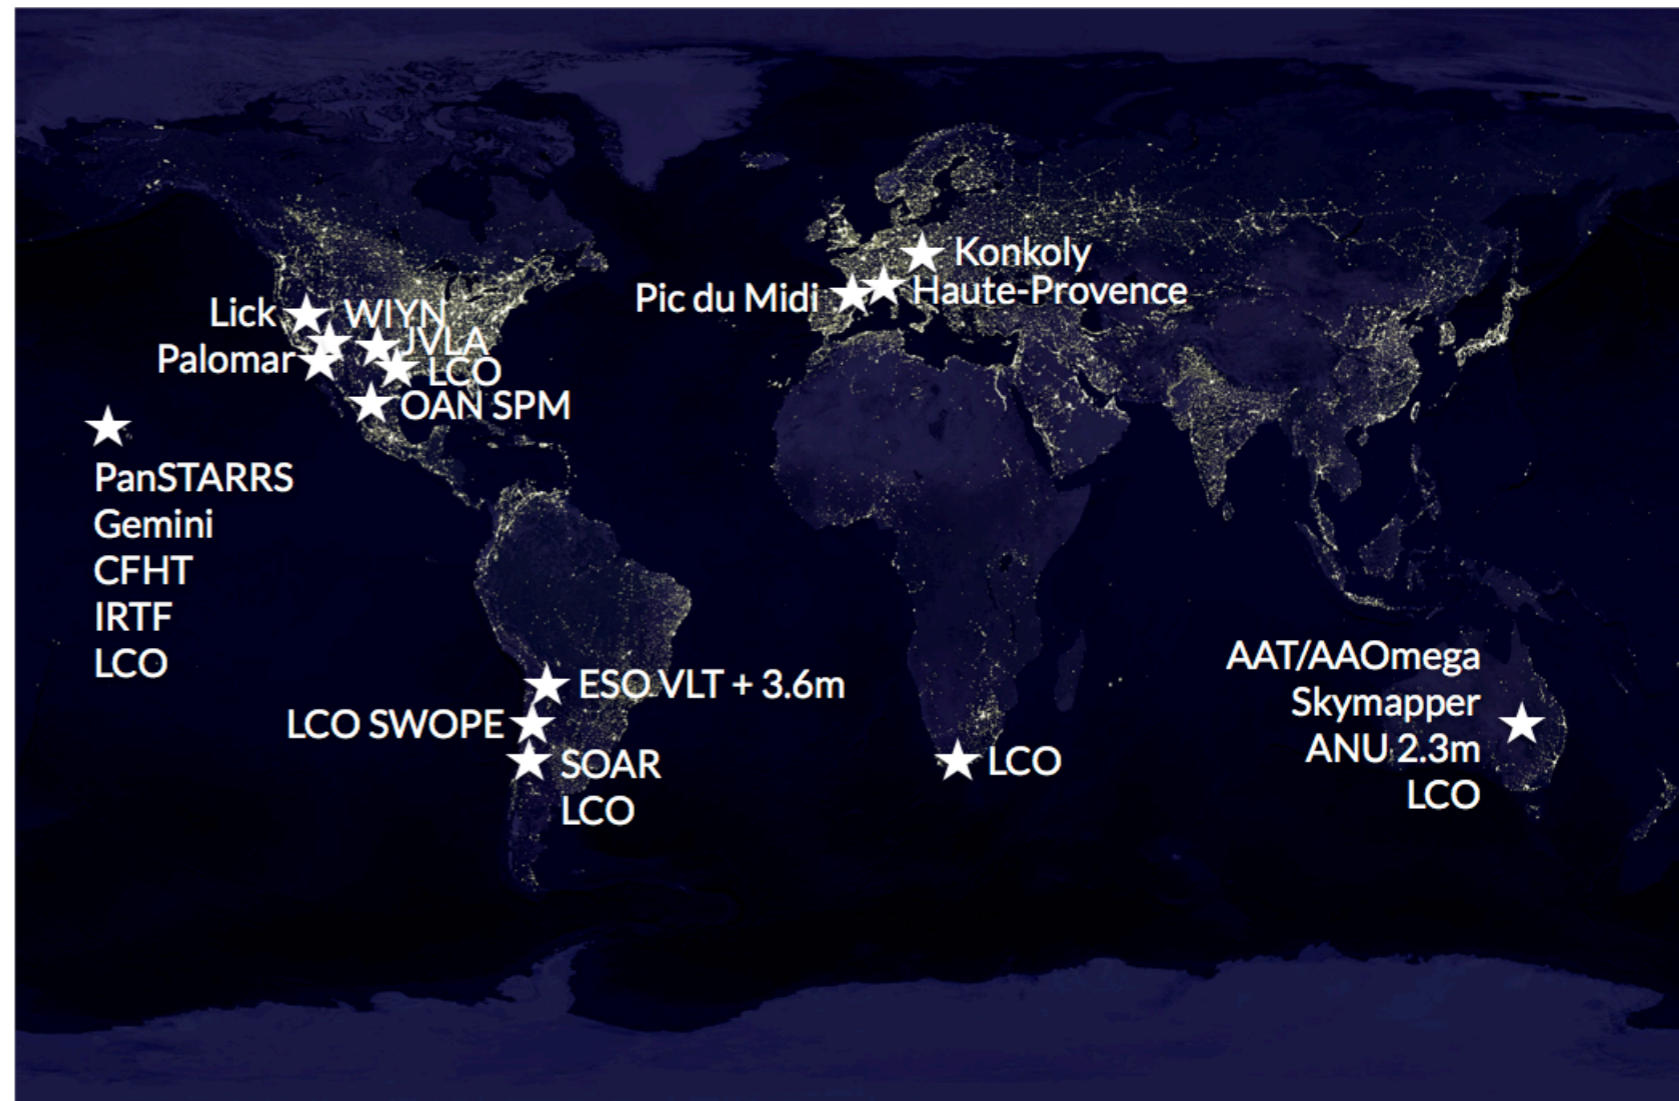 Konkoly
Pic du Midi
Haute-Provence
Lick
WIYN
JVLA
Palomar
LCO
OAN SPM
PanSTARRS
Gemini
CFHT
IRTF
LCO
ESO VLT + 3.6m
LCO SWOPE
SOAR
LCO
LCO
AAT/AAOmega
Skymapper
ANU 2.3m
LCO